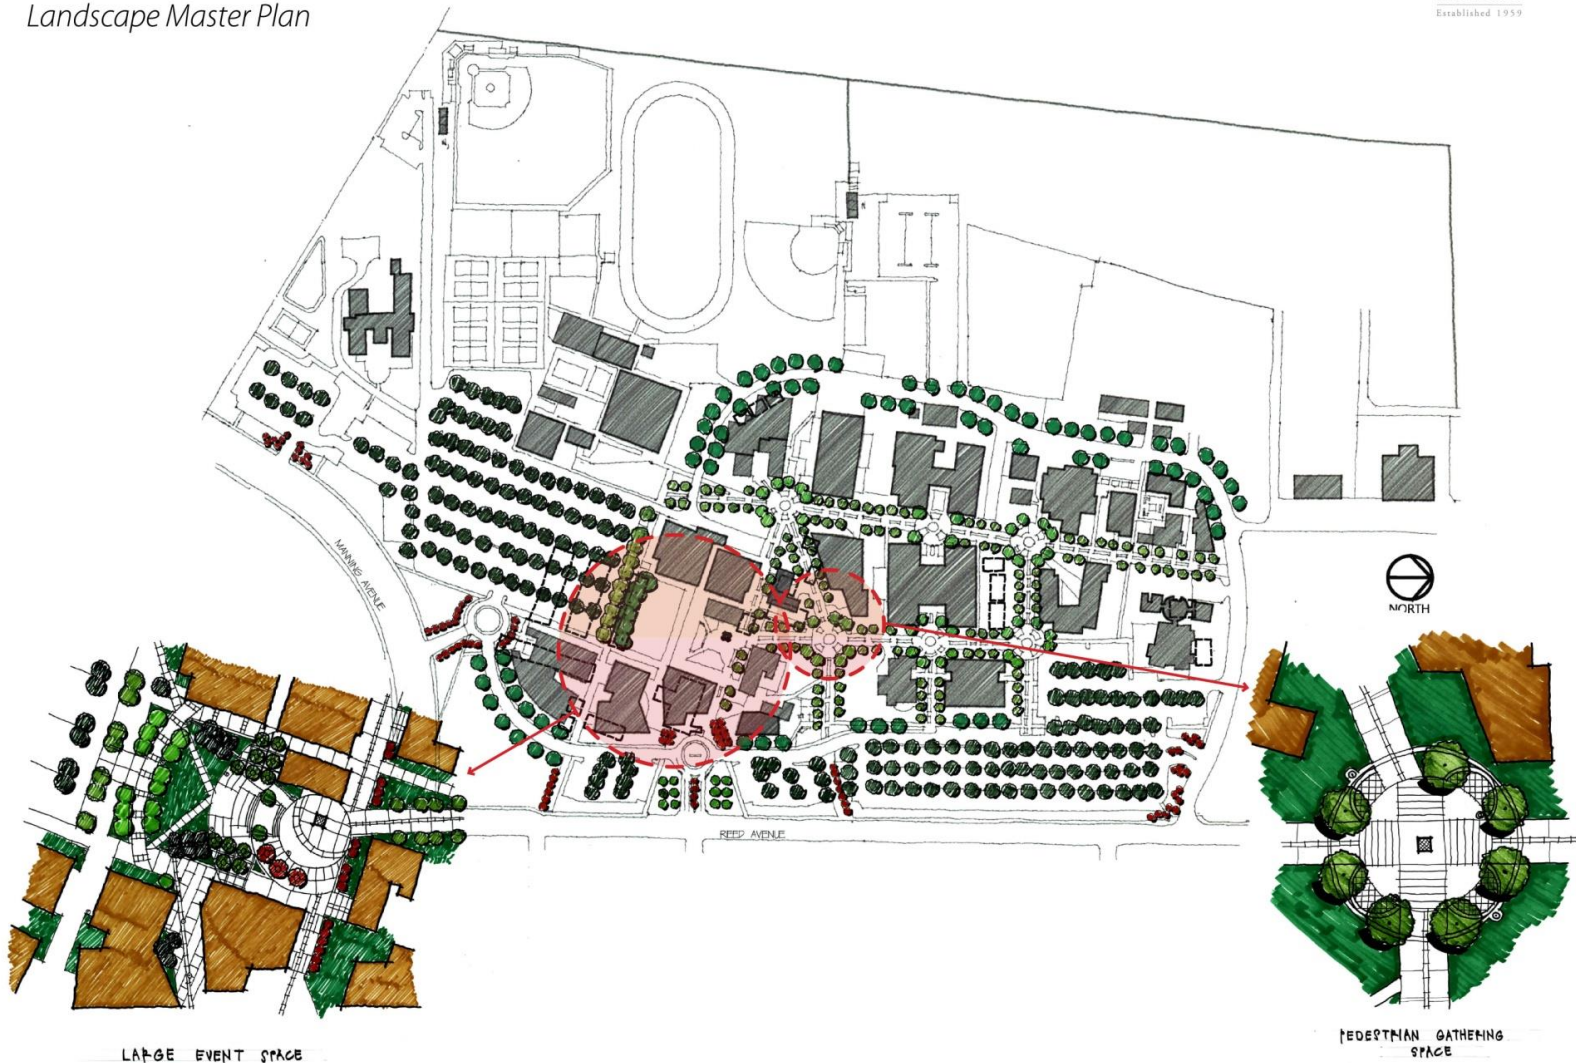 Landscape Master Plan
Established 1959
MANNING AVENUE
NORTH
REED AVENUE
LARGE EVENT SPACE
PEDESTRIAN GATHERING
SPACE